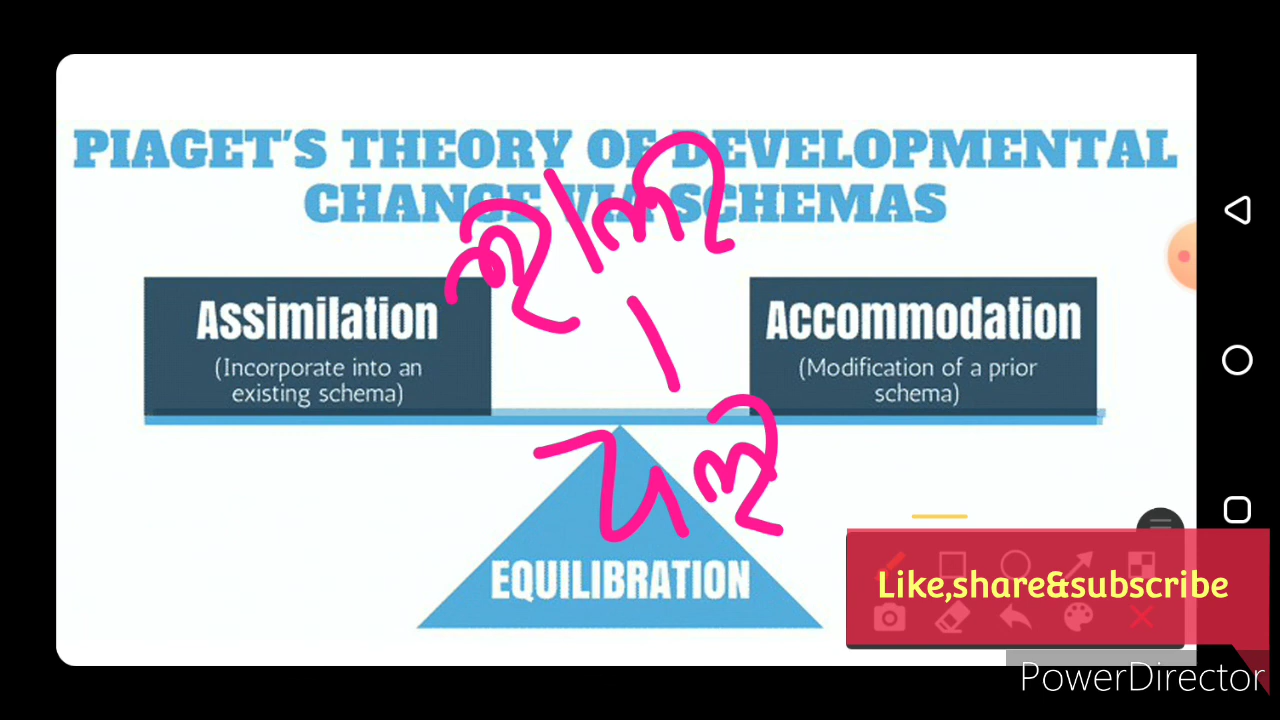 PIAGET'S THEORY OF DEVELOPMENTAL
CHANGE VIA SCHEMAS
Assimilation
(Incorporate into an
existing schema)
Accommodation
(Modification of a prior
schema)
EQUILIBRATION
Like,share&subscribe
PowerDirector